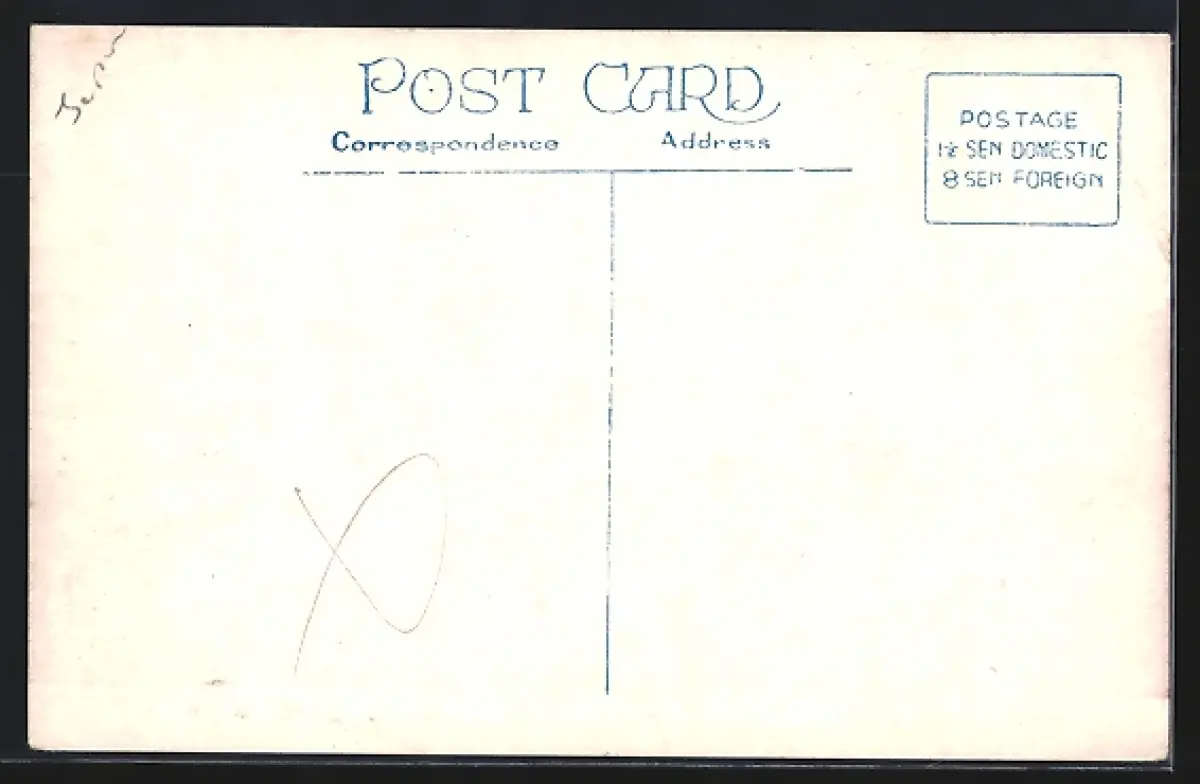 POST CARD
Correspondence Address
POSTAGE
1½ SEN DOMESTIC
8 SEN FOREIGN